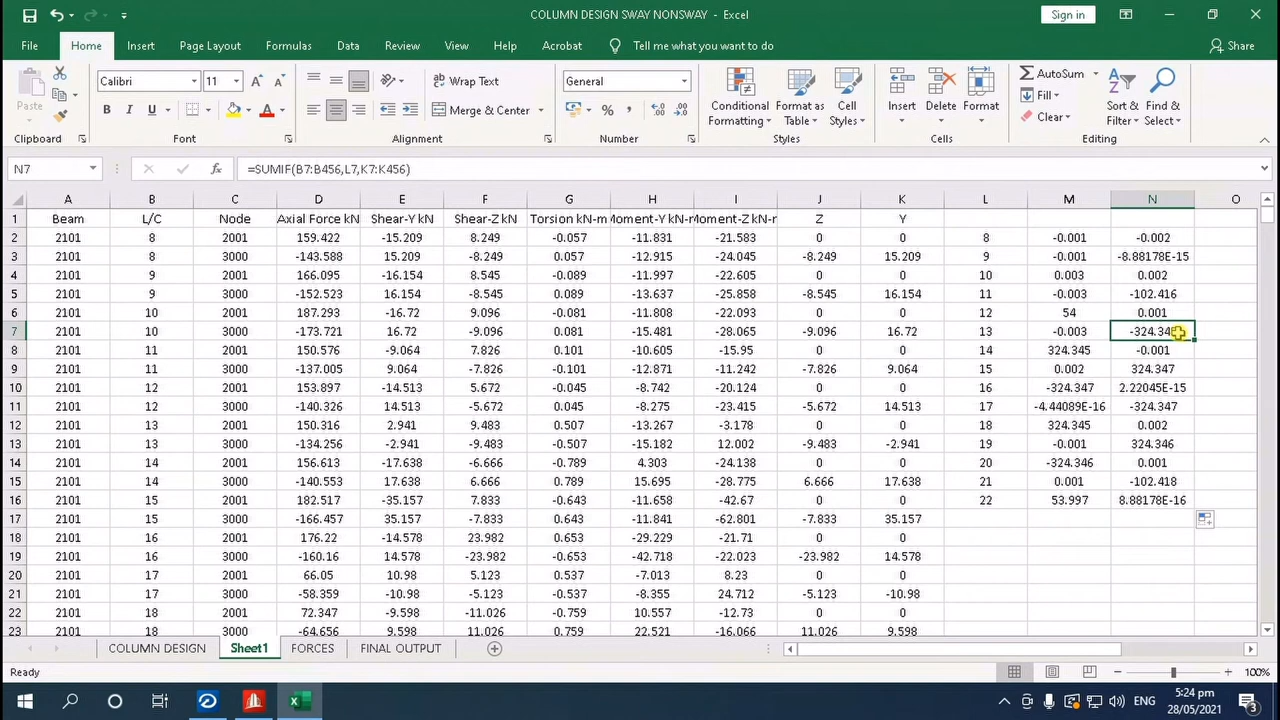 COLUMN DESIGN SWAY NONSWAY - Excel
Sign in
File Home Insert Page Layout Formulas Data Review View Help Acrobat Tell me what you want to do Share
Paste
Calibri 11
B I U
Wrap Text
Merge & Center
General
% ,
Conditional Formatting
Format as Table
Cell Styles
Insert Delete Format
AutoSum
Fill
Clear
Sort & Filter
Find & Select
Clipboard Font Alignment Number Styles Cells Editing
N7 fx =SUMIF(B7:B456,L7,K7:K456)
A B C D E F G H I J K L M N O
1 Beam L/C Node Axial Force kN Shear-Y kN Shear-Z kN Torsion kN-m Moment-Y kN-m Moment-Z kN-m Z Y
2 2101 8 2001 159.422 -15.209 8.249 -0.057 -11.831 -21.583 0 0 8 -0.001 -0.002
3 2101 8 3000 -143.588 15.209 -8.249 0.057 -12.915 -24.045 -8.249 15.209 9 -0.001 -8.88178E-15
4 2101 9 2001 166.095 -16.154 8.545 -0.089 -11.997 -22.605 0 0 10 0.003 0.002
5 2101 9 3000 -152.523 16.154 -8.545 0.089 -13.637 -25.858 -8.545 16.154 11 -0.003 -102.416
6 2101 10 2001 187.293 -16.72 9.096 -0.081 -11.808 -22.093 0 0 12 54 0.001
7 2101 10 3000 -173.721 16.72 -9.096 0.081 -15.481 -28.065 -9.096 16.72 13 -0.003
8 2101 11 2001 150.576 -9.064 7.826 0.101 -10.605 -15.95 0 0 14 324.345 -0.001
9 2101 11 3000 -137.005 9.064 -7.826 -0.101 -12.871 -11.242 -7.826 9.064 15 0.002 324.347
10 2101 12 2001 153.897 -14.513 5.672 -0.045 -8.742 -20.124 0 0 16 -324.347 2.22045E-15
11 2101 12 3000 -140.326 14.513 -5.672 0.045 -8.275 -23.415 -5.672 14.513 17 -4.44089E-16 -324.347
12 2101 13 2001 150.316 2.941 9.483 0.507 -13.267 -3.178 0 0 18 324.345 0.002
13 2101 13 3000 -134.256 -2.941 -9.483 -0.507 -15.182 12.002 -9.483 -2.941 19 -0.001 324.346
14 2101 14 2001 156.613 -17.638 -6.666 -0.789 4.303 -24.138 0 0 20 -324.346 0.001
15 2101 14 3000 -140.553 17.638 6.666 0.789 15.695 -28.775 6.666 17.638 21 0.001 -102.418
16 2101 15 2001 182.517 -35.157 7.833 -0.643 -11.658 -42.67 0 0 22 53.997 8.88178E-16
17 2101 15 3000 -166.457 35.157 -7.833 0.643 -11.841 -62.801 -7.833 35.157
18 2101 16 2001 176.22 -14.578 23.982 0.653 -29.229 -21.71 0 0
19 2101 16 3000 -160.16 14.578 -23.982 -0.653 -42.718 -22.023 -23.982 14.578
20 2101 17 2001 66.05 10.98 5.123 0.537 -7.013 8.23 0 0
21 2101 17 3000 -58.359 -10.98 -5.123 -0.537 -8.355 24.712 -5.123 -10.98
22 2101 18 2001 72.347 -9.598 -11.026 -0.759 10.557 -12.73 0 0
23 2101 18 3000 -64.656 9.598 11.026 0.759 22.521 -16.066 11.026 9.598
COLUMN DESIGN Sheet1 FORCES FINAL OUTPUT
Ready 100%
ENG
5:24 pm
28/05/2021
3